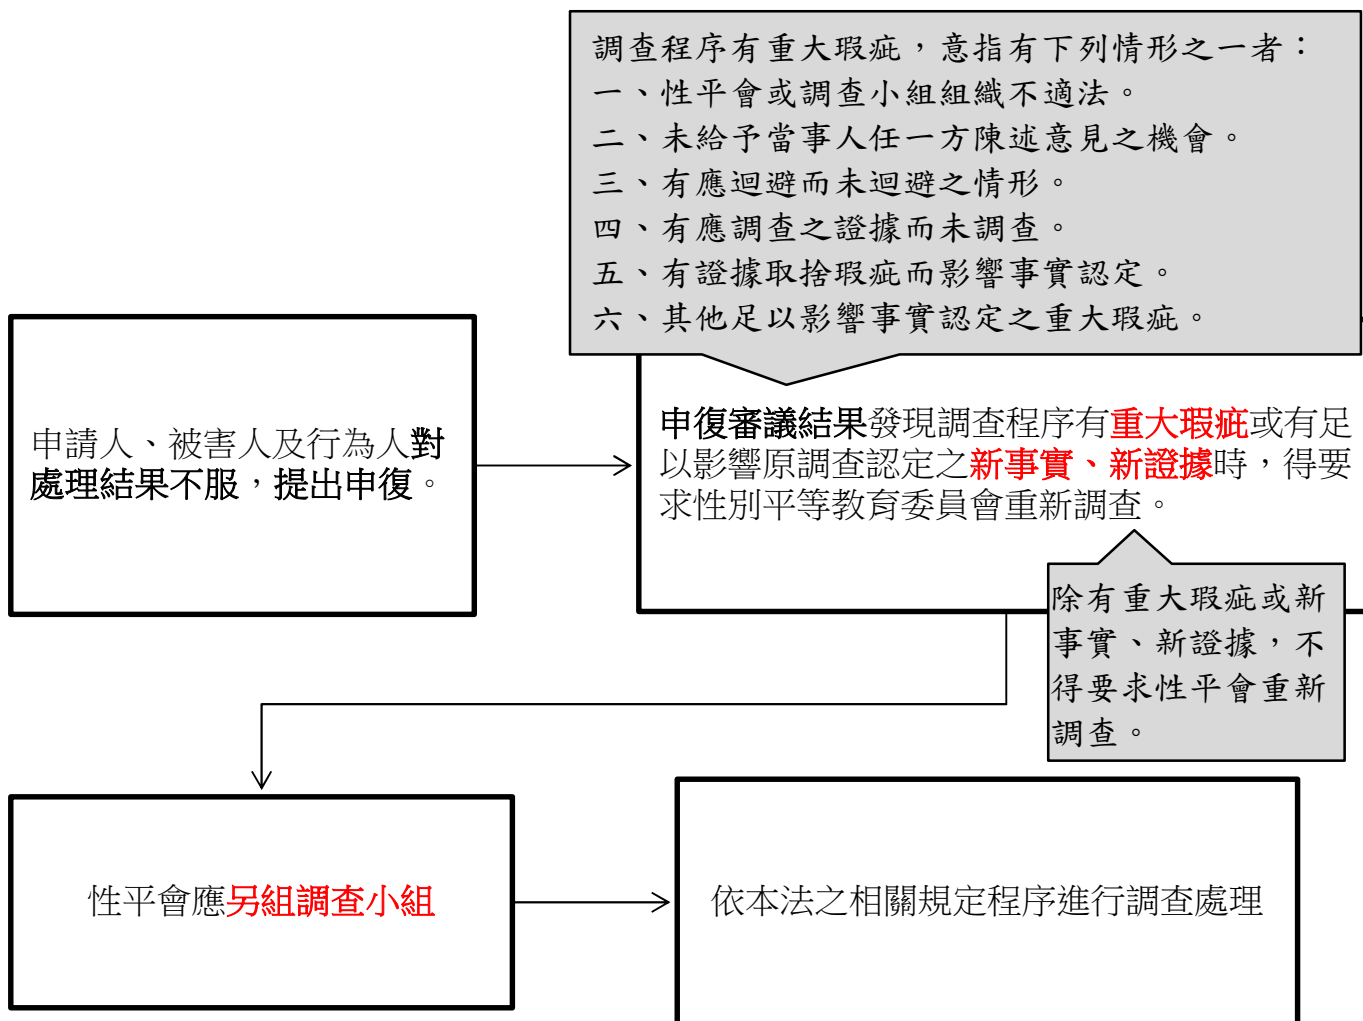 調查程序有重大瑕疵，意指有下列情形之一者：
一、性平會或調查小組組織不適法。
二、未給予當事人任一方陳述意見之機會。
三、有應迴避而未迴避之情形。
四、有應調查之證據而未調查。
五、有證據取捨瑕疵而影響事實認定。
六、其他足以影響事實認定之重大瑕疵。
申請人、被害人及行為人對
處理結果不服，提出申復。
申復審議結果發現調查程序有重大瑕疵或有足
以影響原調查認定之新事實、新證據時，得要
求性別平等教育委員會重新調查。
除有重大瑕疵或新
事實、新證據，不
得要求性平會重新
調查。
性平會應另組調查小組
依本法之相關規定程序進行調查處理